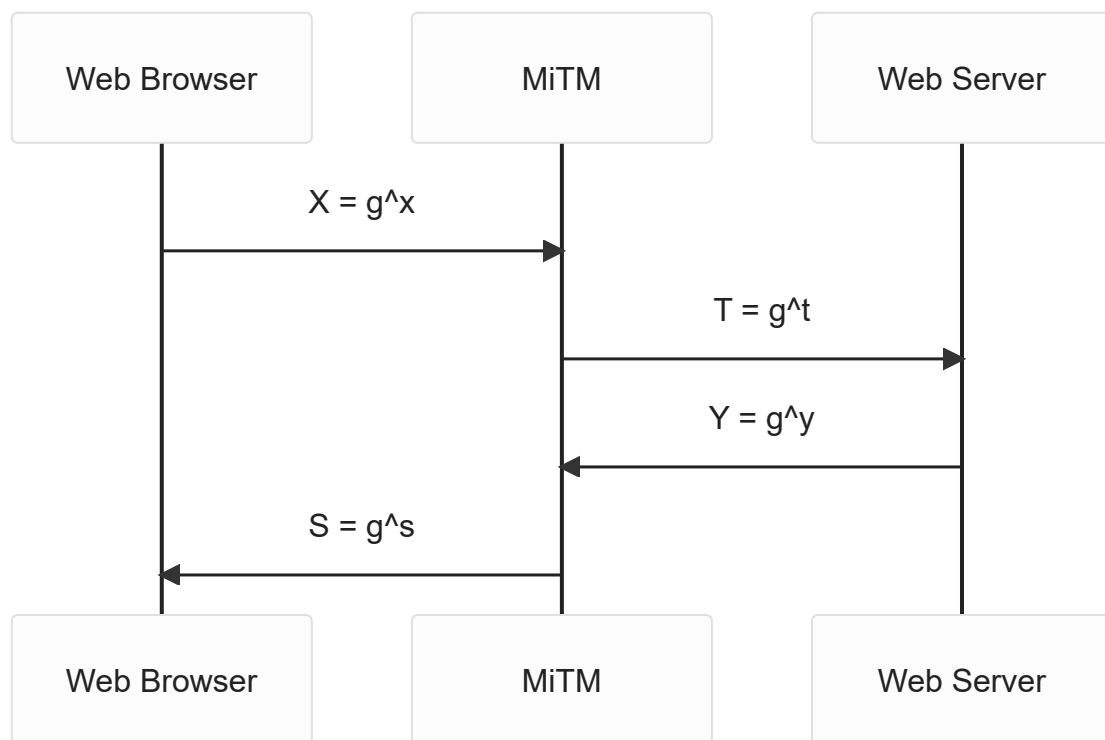 Web Browser
MiTM
Web Server
X = g^x
T = g^t
Y = g^y
S = g^s
Web Browser
MiTM
Web Server